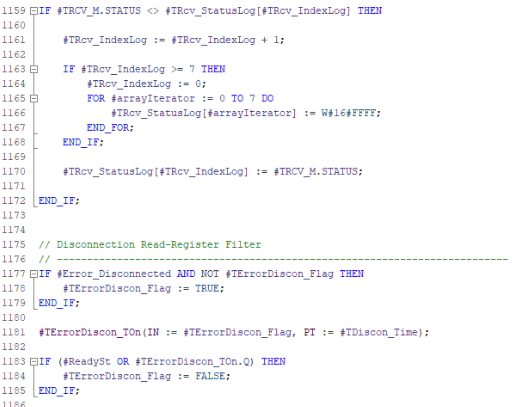 1159 IF #TRCV_M.STATUS <> #TRcv_StatusLog[#TRcv_IndexLog] THEN
1160
1161 #TRcv_IndexLog := #TRcv_IndexLog + 1;
1162
1163 IF #TRcv_IndexLog >= 7 THEN
1164 #TRcv_IndexLog := 0;
1165 FOR #arrayIterator := 0 TO 7 DO
1166 #TRcv_StatusLog[#arrayIterator] := W#16#FFFF;
1167 END_FOR;
1168 END_IF;
1169
1170 #TRcv_StatusLog[#TRcv_IndexLog] := #TRCV_M.STATUS;
1171
1172 END_IF;
1173
1174
1175 // Disconnection Read-Register Filter
1176 // ------------------------------------------------------------------------
1177 IF #Error_Disconnected AND NOT #TErrorDiscon_Flag THEN
1178 #TErrorDiscon_Flag := TRUE;
1179 END_IF;
1180
1181 #TErrorDiscon_TOn(IN := #TErrorDiscon_Flag, PT := #TDiscon_Time);
1182
1183 IF (#ReadySt OR #TErrorDiscon_TOn.Q) THEN
1184 #TErrorDiscon_Flag := FALSE;
1185 END_IF;
1186